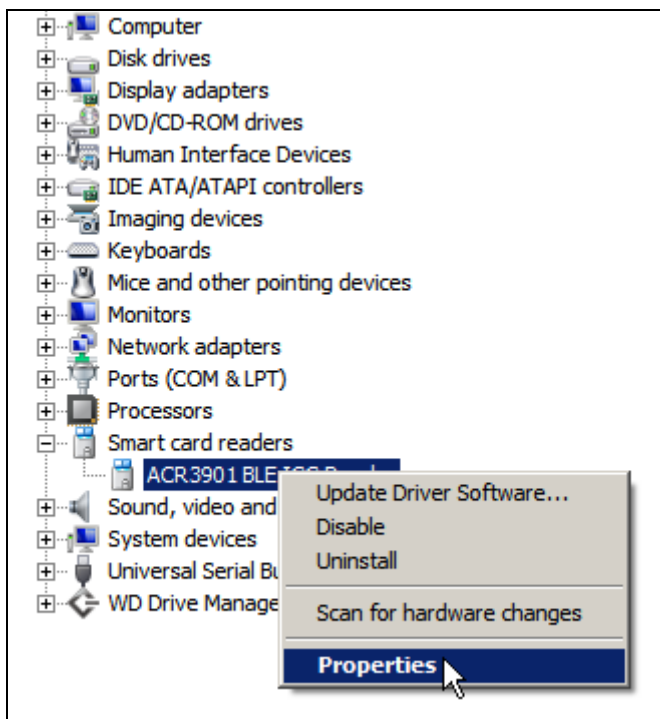 Computer
Disk drives
Display adapters
DVD/CD-ROM drives
Human Interface Devices
IDE ATA/ATAPI controllers
Imaging devices
Keyboards
Mice and other pointing devices
Monitors
Network adapters
Ports (COM & LPT)
Processors
Smart card readers
ACR3901 BLE
Sound, video and
System devices
Universal Serial
WD Drive
Update Driver Software...
Disable
Uninstall
Scan for hardware changes
Properties